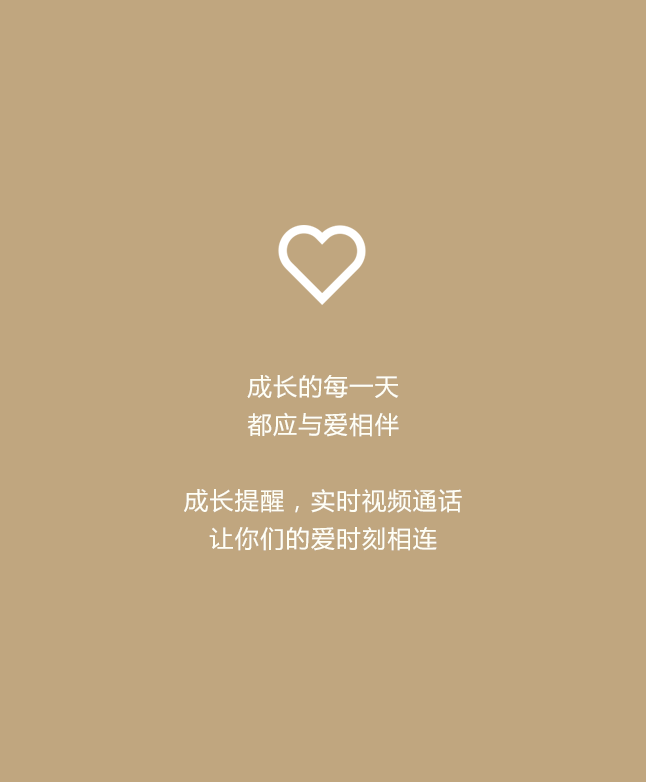 成长的每一天
都应与爱相伴
成长提醒，实时视频通话
让你们的爱时刻相连